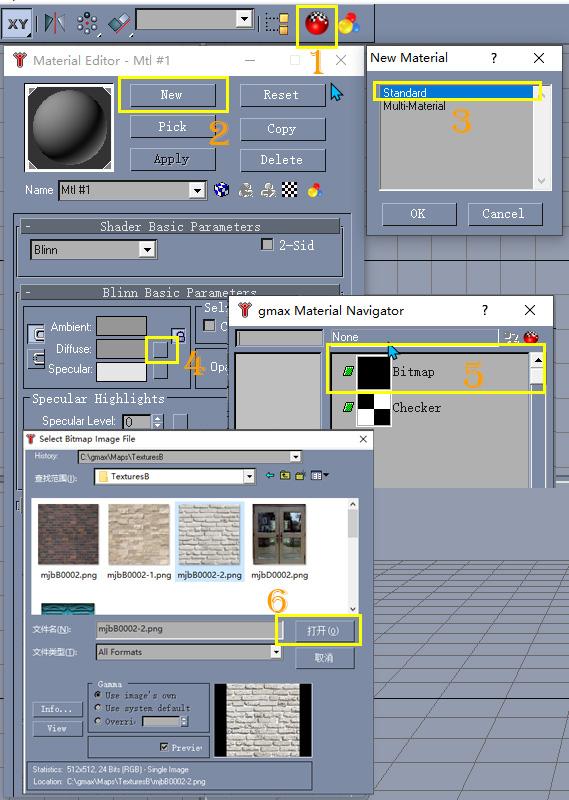 XY
1
Material Editor - Mtl #1
New
Reset
2
Pick
Copy
Apply
Delete
Name
Mtl #1
Shader Basic Parameters
Blinn
2-Sid
Blinn Basic Parameters
Ambient:
Diffuse:
Specular:
4
Opa
Specular Highlights
Specular Level:
0
New Material
?
Standard
Multi-Material
3
OK
Cancel
gmax Material Navigator
?
None
Bitmap
5
Checker
Select Bitmap Image File
History:
C:\gmax\Maps\TexturesB
查找范围(I):
TexturesB
mjbB0002.png
mjbB0002-1.png
mjbB0002-2.png
mjbD0002.png
6
文件名(N):
mjbB0002-2.png
打开(O)
文件类型(T):
All Formats
取消
Gamma
Use image's own
Use system default
Overri
Info...
View
Previe
Statistics: 512x512, 24 Bits (RGB) - Single Image
Location: C:\gmax\Maps\TexturesB\mjbB0002-2.png